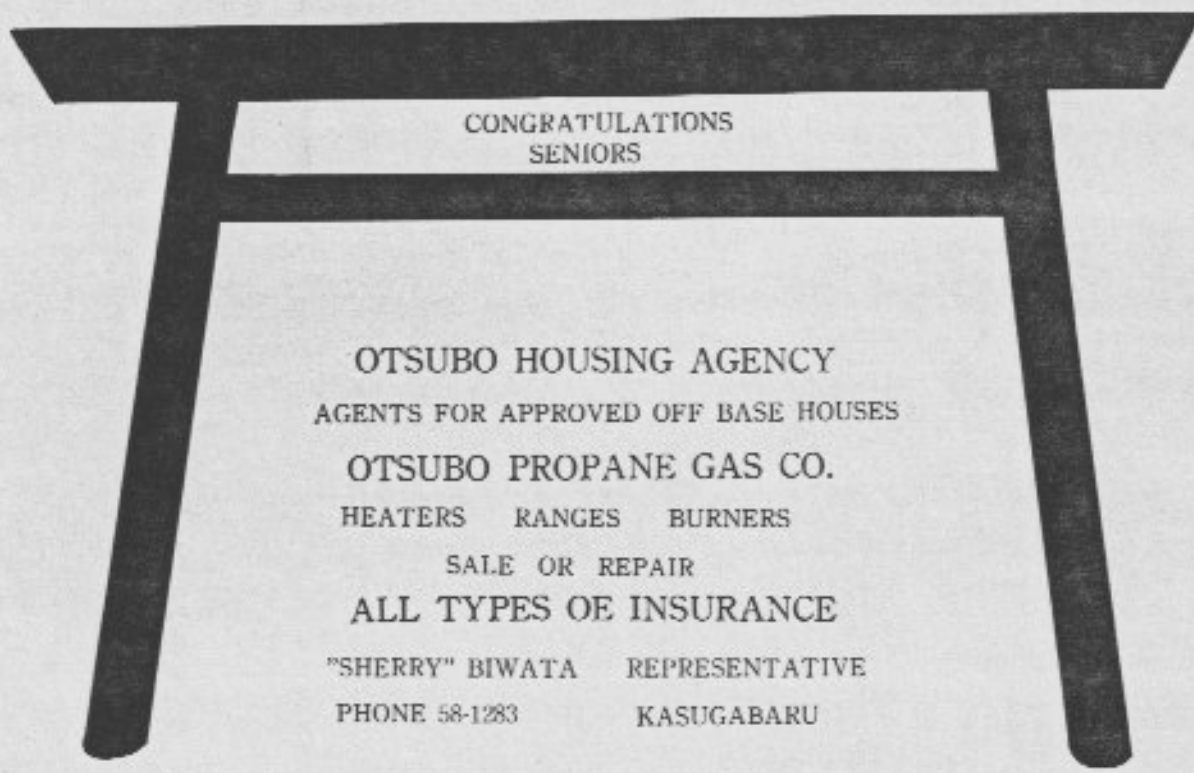 CONGRATULATIONS
SENIORS
OTSUBO HOUSING AGENCY
AGENTS FOR APPROVED OFF BASE HOUSES
OTSUBO PROPANE GAS CO.
HEATERS RANGES BURNERS
SALE OR REPAIR
ALL TYPES OE INSURANCE
"SHERRY" BIWATA REPRESENTATIVE
PHONE 58-1283 KASUGABARU